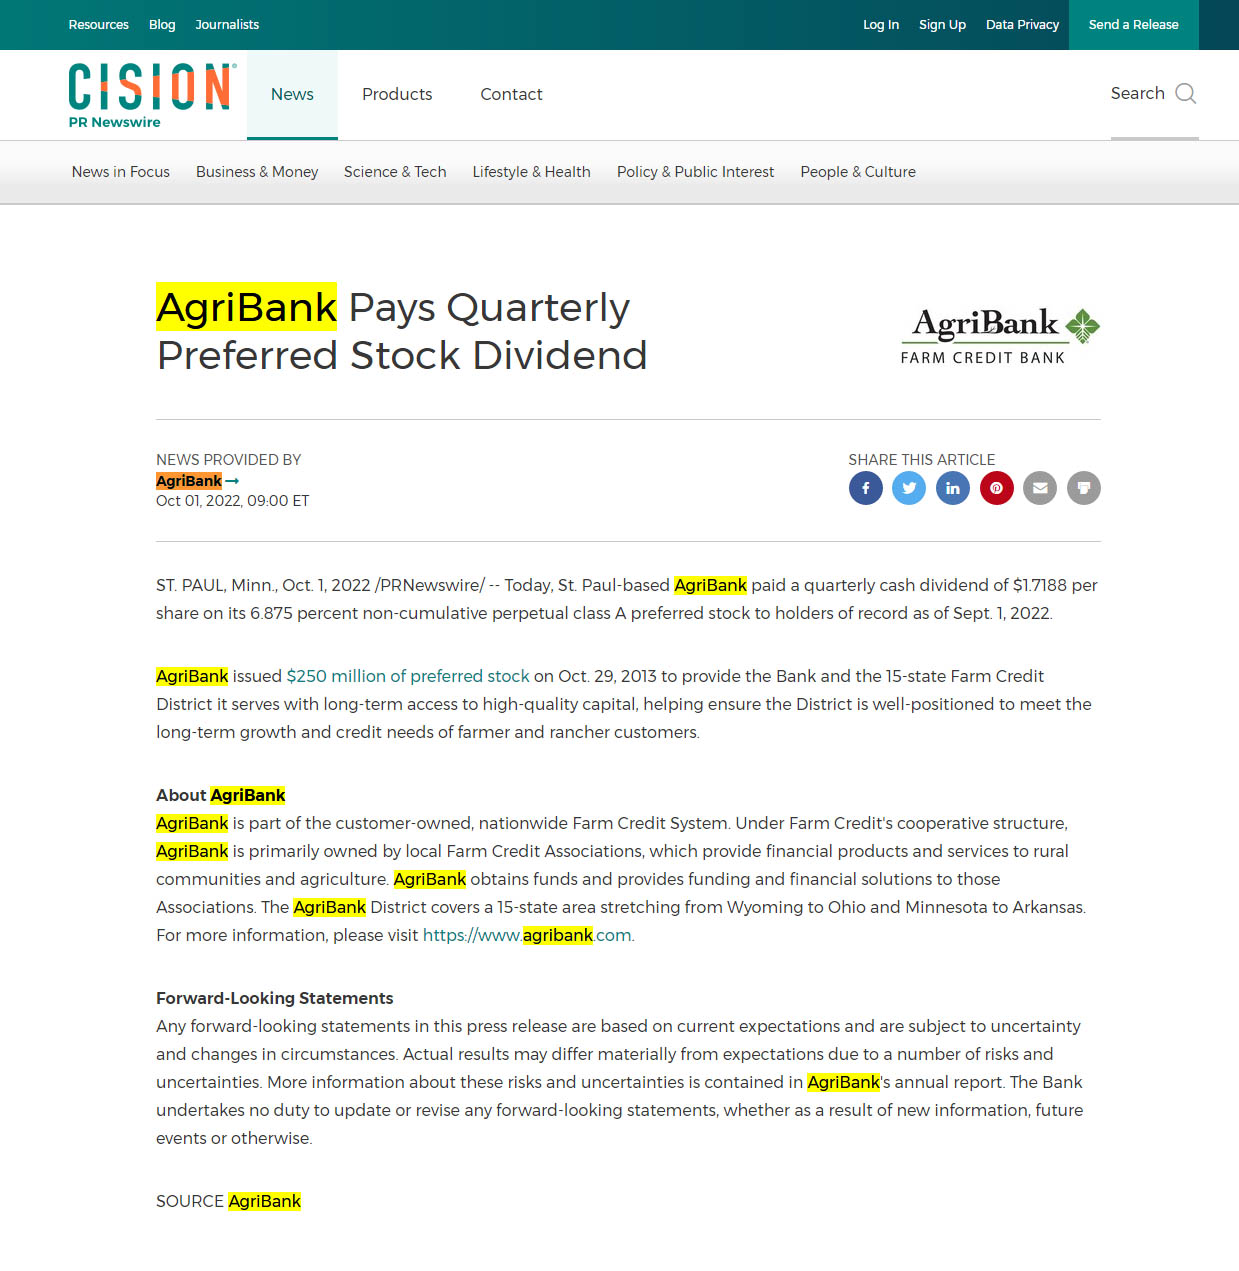 Resources Blog Journalists Log In Sign Up Data Privacy Send a Release
CISION®
PR Newswire
News Products Contact Search
News in Focus Business & Money Science & Tech Lifestyle & Health Policy & Public Interest People & Culture
AgriBank Pays Quarterly
Preferred Stock Dividend
AgriBank
FARM CREDIT BANK
NEWS PROVIDED BY
AgriBank →
Oct 01, 2022, 09:00 ET
SHARE THIS ARTICLE
ST. PAUL, Minn., Oct. 1, 2022 /PRNewswire/ -- Today, St. Paul-based AgriBank paid a quarterly cash dividend of $1.7188 per
share on its 6.875 percent non-cumulative perpetual class A preferred stock to holders of record as of Sept. 1, 2022.
AgriBank issued $250 million of preferred stock on Oct. 29, 2013 to provide the Bank and the 15-state Farm Credit
District it serves with long-term access to high-quality capital, helping ensure the District is well-positioned to meet the
long-term growth and credit needs of farmer and rancher customers.
About AgriBank
AgriBank is part of the customer-owned, nationwide Farm Credit System. Under Farm Credit's cooperative structure,
AgriBank is primarily owned by local Farm Credit Associations, which provide financial products and services to rural
communities and agriculture. AgriBank obtains funds and provides funding and financial solutions to those
Associations. The AgriBank District covers a 15-state area stretching from Wyoming to Ohio and Minnesota to Arkansas.
For more information, please visit https://www.agribank.com.
Forward-Looking Statements
Any forward-looking statements in this press release are based on current expectations and are subject to uncertainty
and changes in circumstances. Actual results may differ materially from expectations due to a number of risks and
uncertainties. More information about these risks and uncertainties is contained in AgriBank's annual report. The Bank
undertakes no duty to update or revise any forward-looking statements, whether as a result of new information, future
events or otherwise.
SOURCE AgriBank